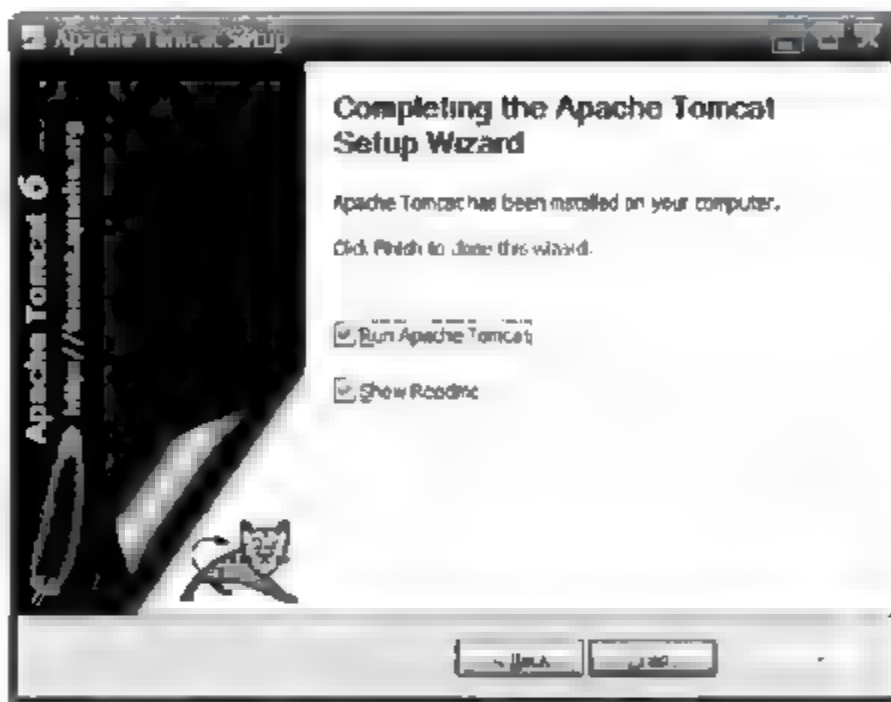 Apache Tomcat Setup
Completing the Apache Tomcat
Setup Wizard
Apache Tomcat has been installed on your computer.
Click Finish to close this wizard.
Run Apache Tomcat
Show Readme
Apache Tomcat 6
< Back